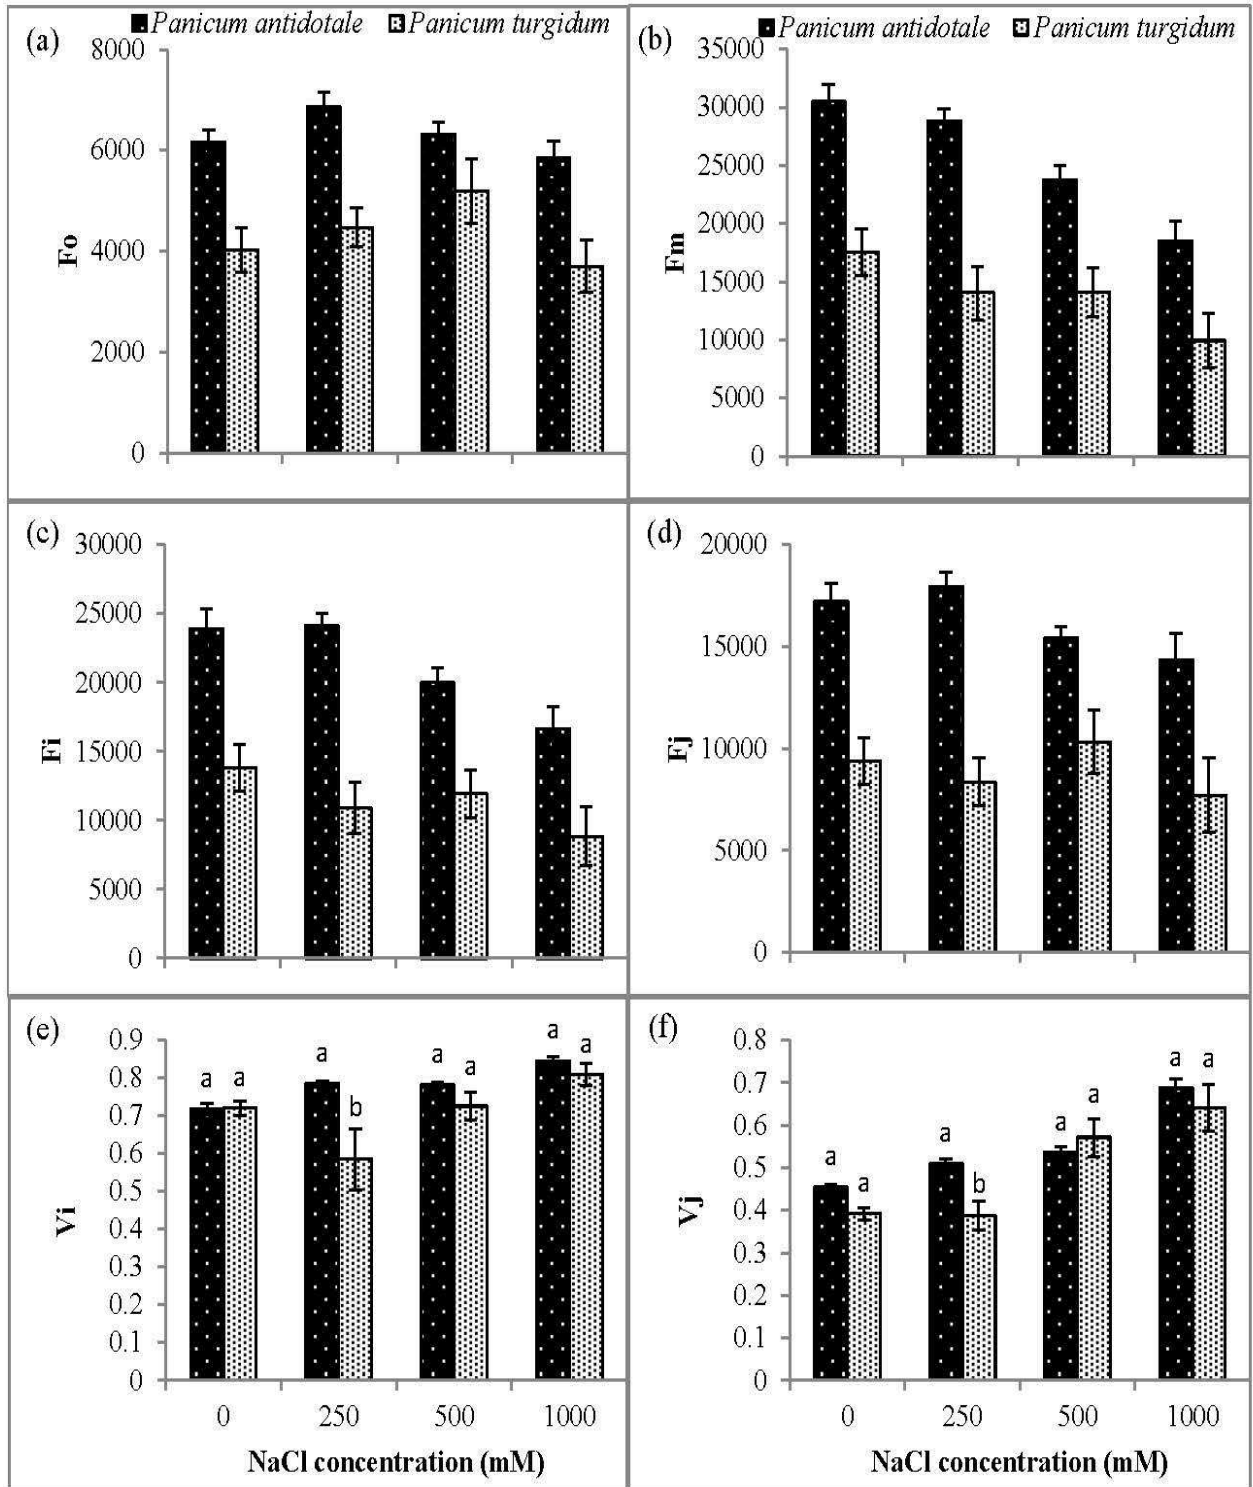 (a) Panicum antidotale Panicum turgidum
8000
6000
4000
2000
0
Fo
(b) Panicum antidotale Panicum turgidum
35000
30000
25000
20000
15000
10000
5000
0
Fm
(c)
30000
25000
20000
15000
10000
5000
0
Fi
(d)
20000
15000
10000
5000
0
Fj
(e)
0.9
0.8
0.7
0.6
0.5
0.4
0.3
0.2
0.1
0
Vi
a a a b a a a a
0 250 500 1000
NaCl concentration (mM)
(f)
0.8
0.7
0.6
0.5
0.4
0.3
0.2
0.1
0
Vj
a a a b a a a a
0 250 500 1000
NaCl concentration (mM)